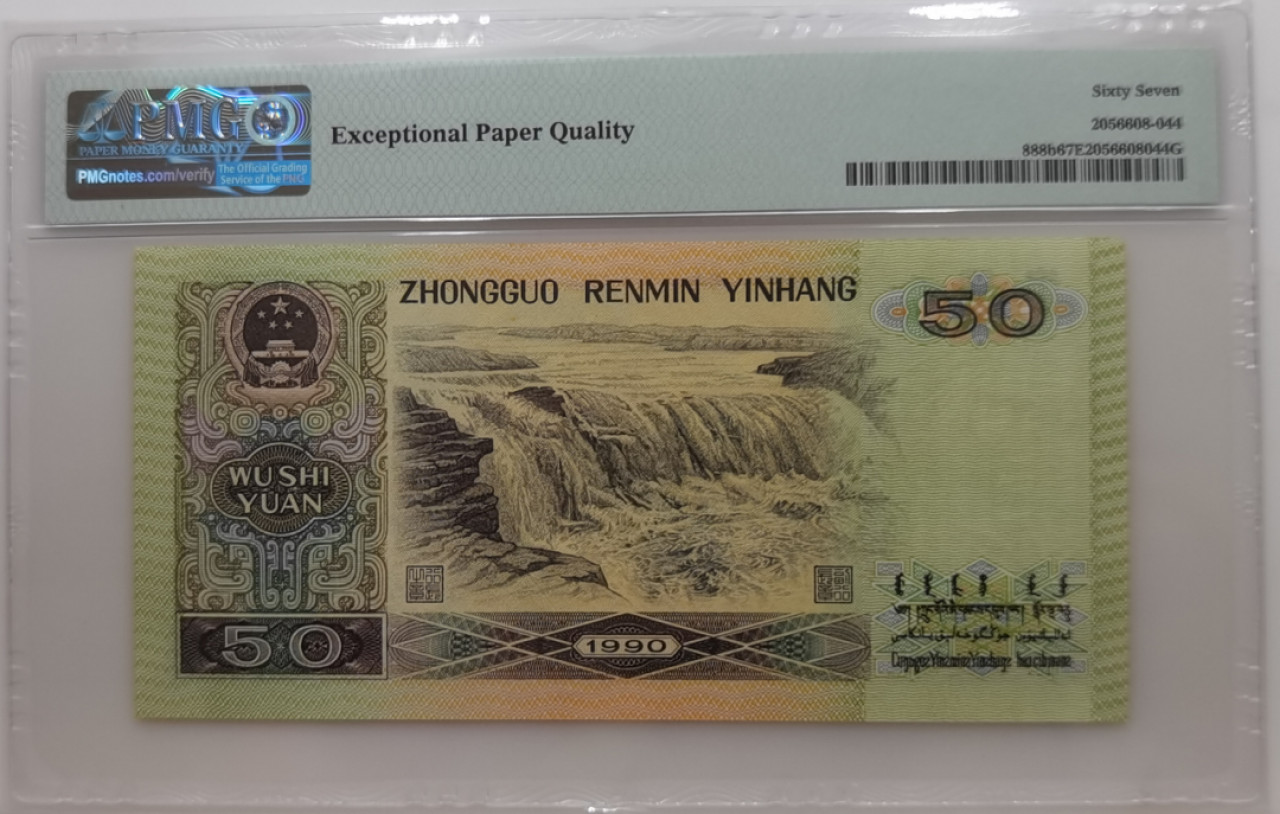 PMG
PAPER MONEY GUARANTY
PMGnotes.com/verify
The Official Grading
Service of the PNG
Exceptional Paper Quality
Sixty Seven
2056608-044
888b67E2056608044G
ZHONGGUO RENMIN YINHANG
50
WU SHI
YUAN
50
1990